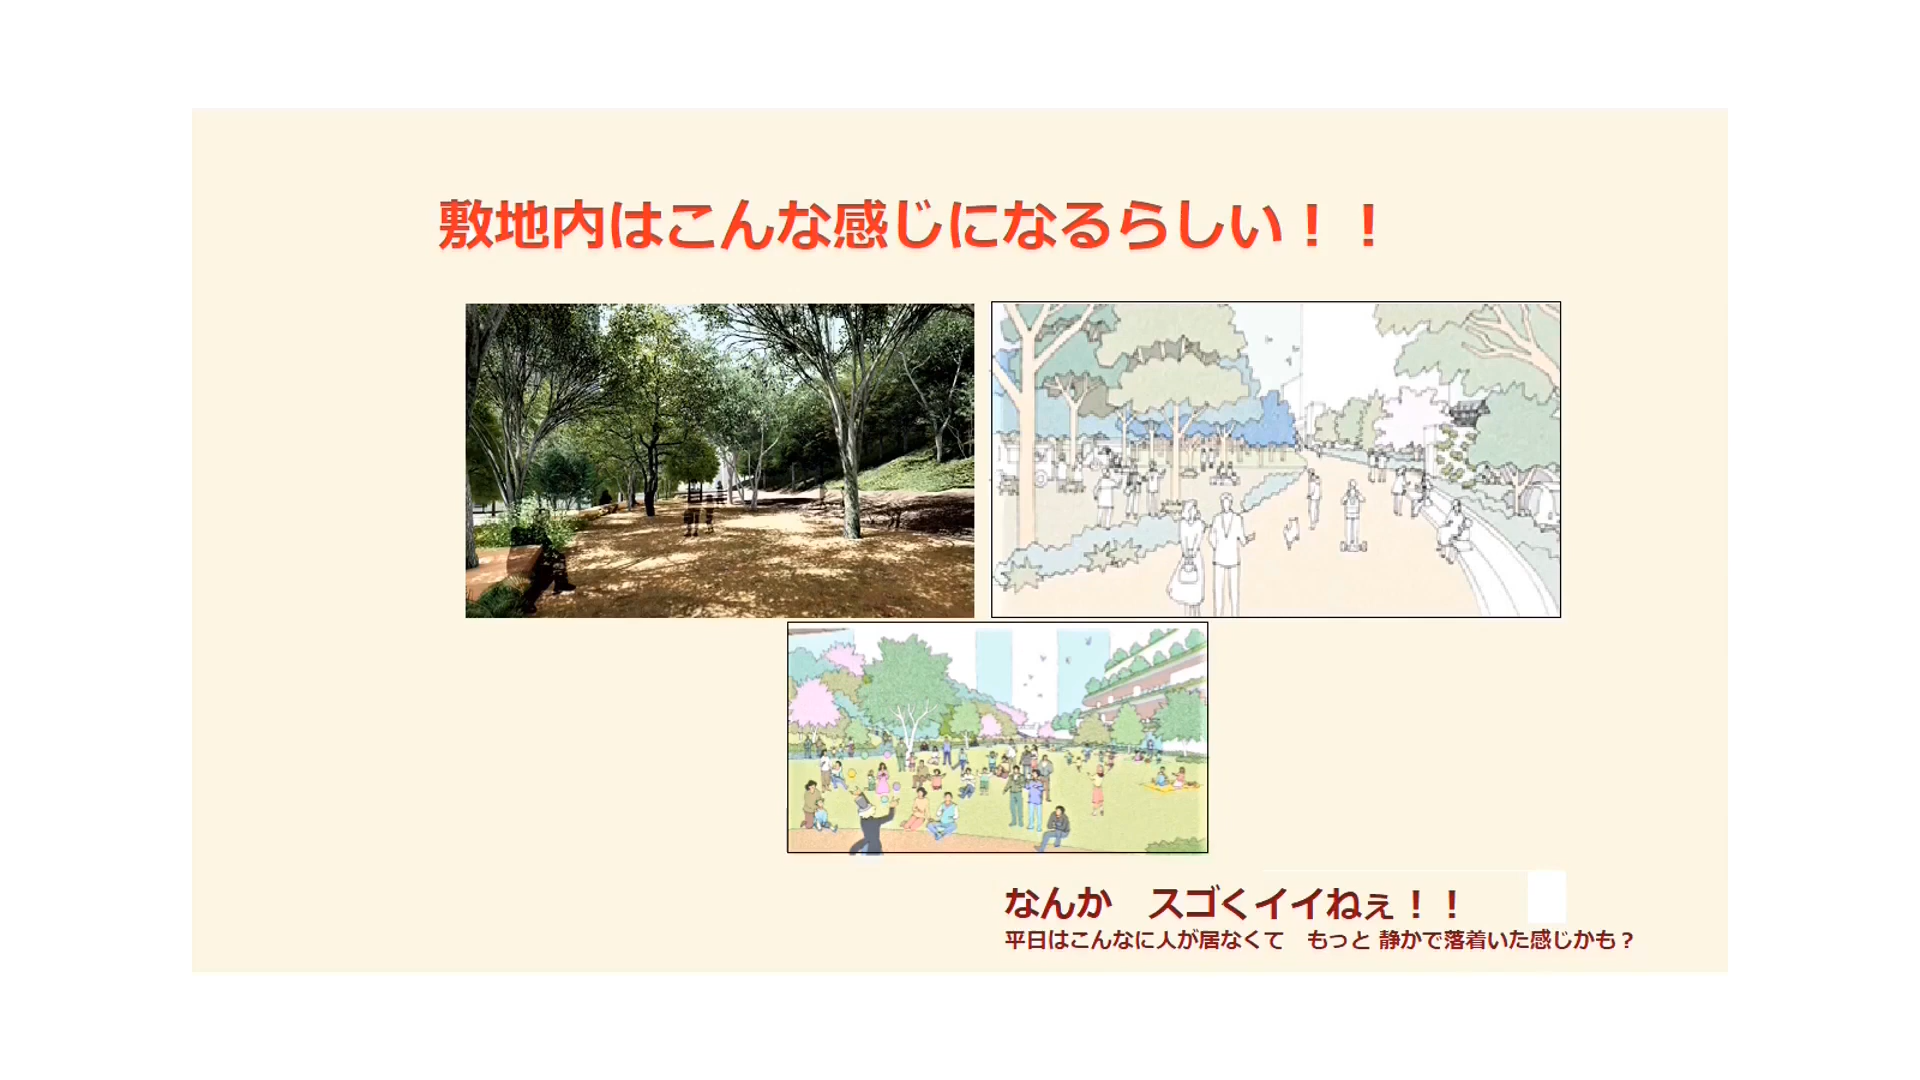 敷地内はこんな感じになるらしい！！
なんか　スゴくイイねぇ！！
平日はこんなに人が居なくて　もっと 静かで落着いた感じかも？